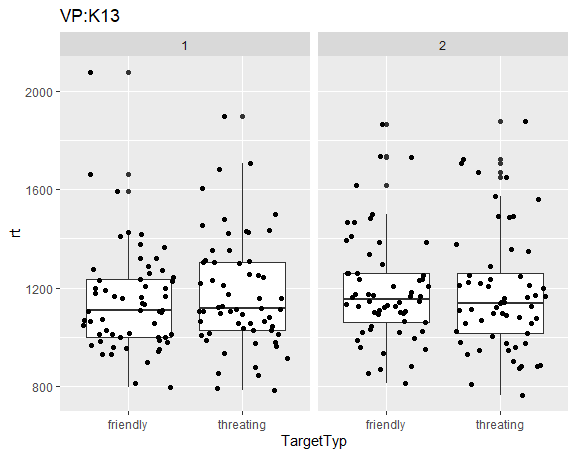 VP:K13
1
2
2000
1600
1200
800
rt
friendly
threating
friendly
threating
TargetTyp